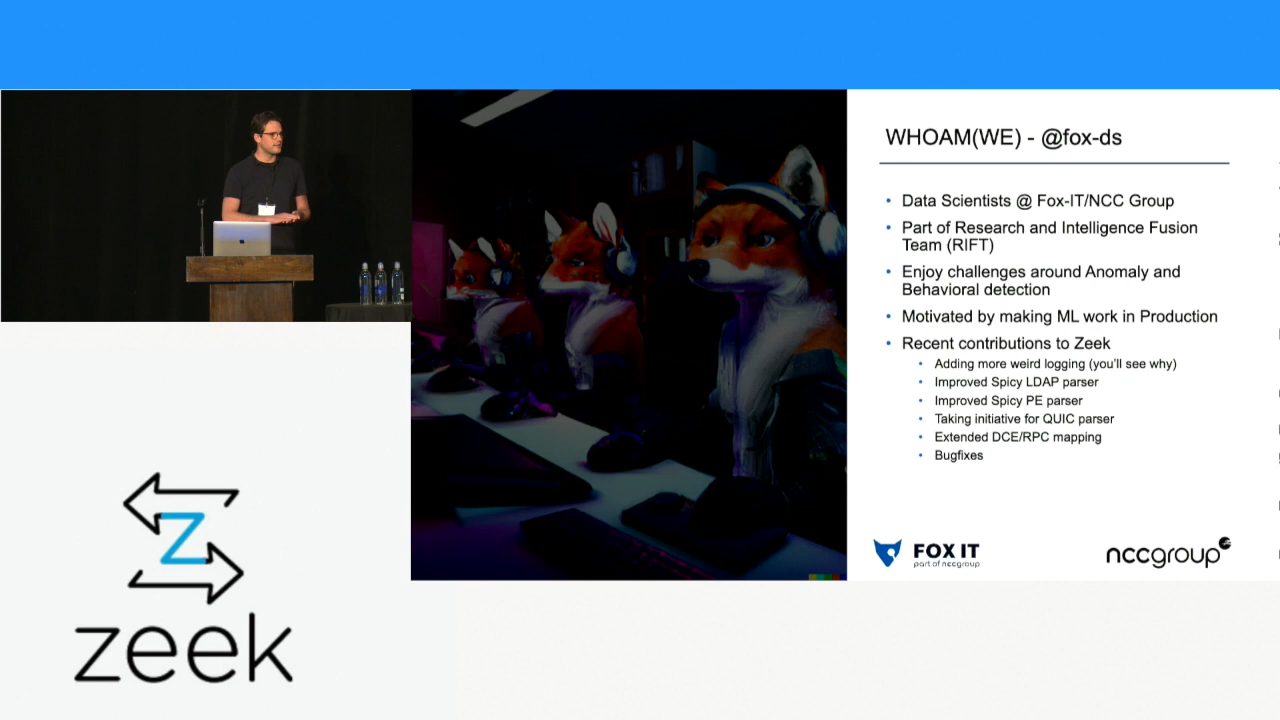 WHOAM(WE) - @fox-ds
• Data Scientists @ Fox-IT/NCC Group
• Part of Research and Intelligence Fusion
Team (RIFT)
• Enjoy challenges around Anomaly and
Behavioral detection
• Motivated by making ML work in Production
• Recent contributions to Zeek
• Adding more weird logging (you'll see why)
• Improved Spicy LDAP parser
• Improved Spicy PE parser
• Taking initiative for QUIC parser
• Extended DCE/RPC mapping
• Bugfixes
FOX IT
part of nccgroup
nccgroup
Z
zeek